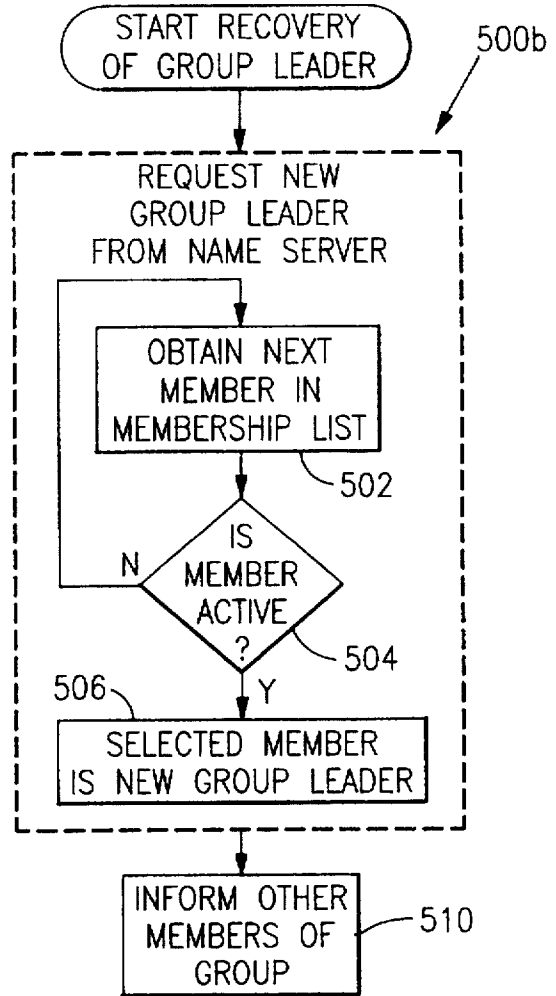 START RECOVERY
OF GROUP LEADER
500b
REQUEST NEW
GROUP LEADER
FROM NAME SERVER
OBTAIN NEXT
MEMBER IN
MEMBERSHIP LIST
502
IS
MEMBER
ACTIVE
?
N
504
Y
506
SELECTED MEMBER
IS NEW GROUP LEADER
INFORM OTHER
MEMBERS OF
GROUP
510